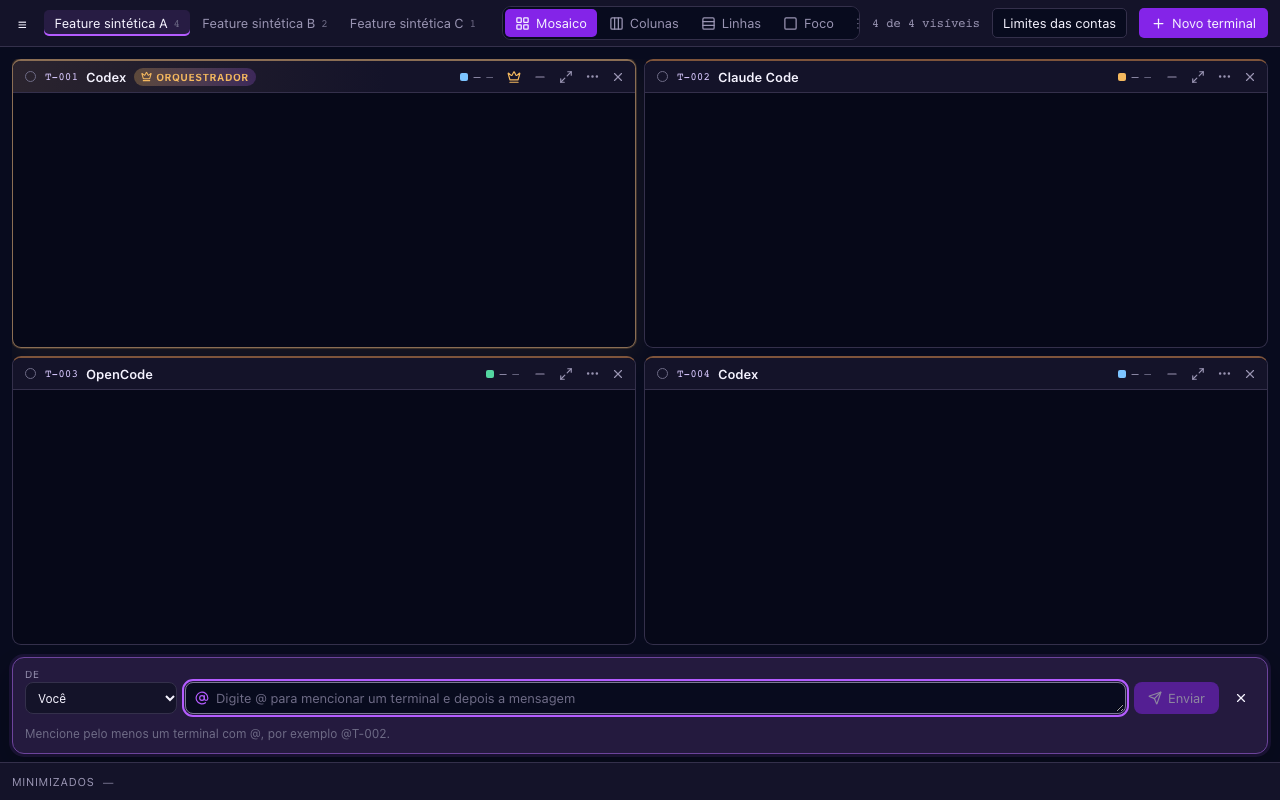 ≡ Feature sintética A 4 Feature sintética B 2 Feature sintética C 1 Mosaico Colunas Linhas Foco 4 de 4 visíveis Limites das contas + Novo terminal
T-001 Codex ORQUESTRADOR — —
T-002 Claude Code — —
T-003 OpenCode — —
T-004 Codex — —
DE
Você @ Digite @ para mencionar um terminal e depois a mensagem Enviar
Mencione pelo menos um terminal com @, por exemplo @T-002.
MINIMIZADOS —